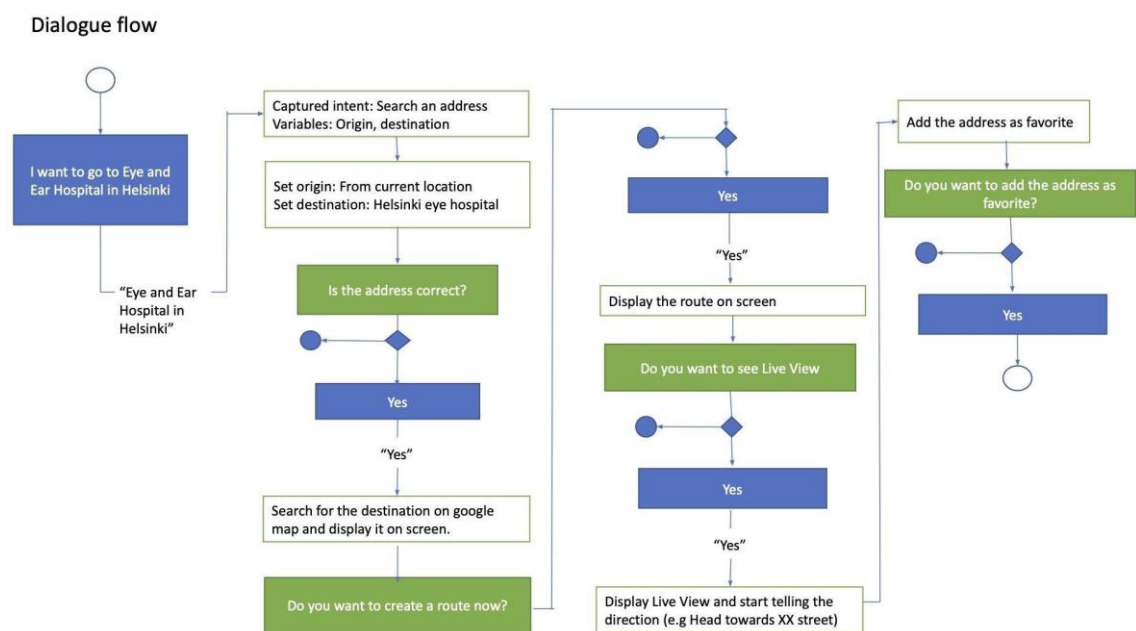 Dialogue flow
I want to go to Eye and
Ear Hospital in Helsinki
“Eye and Ear
Hospital in
Helsinki”
Captured intent: Search an address
Variables: Origin, destination
Set origin: From current location
Set destination: Helsinki eye hospital
Is the address correct?
Yes
“Yes”
Search for the destination on google
map and display it on screen.
Do you want to create a route now?
Yes
“Yes”
Display the route on screen
Do you want to see Live View
Yes
“Yes”
Display Live View and start telling the
direction (e.g Head towards XX street)
Add the address as favorite
Do you want to add the address as
favorite?
Yes